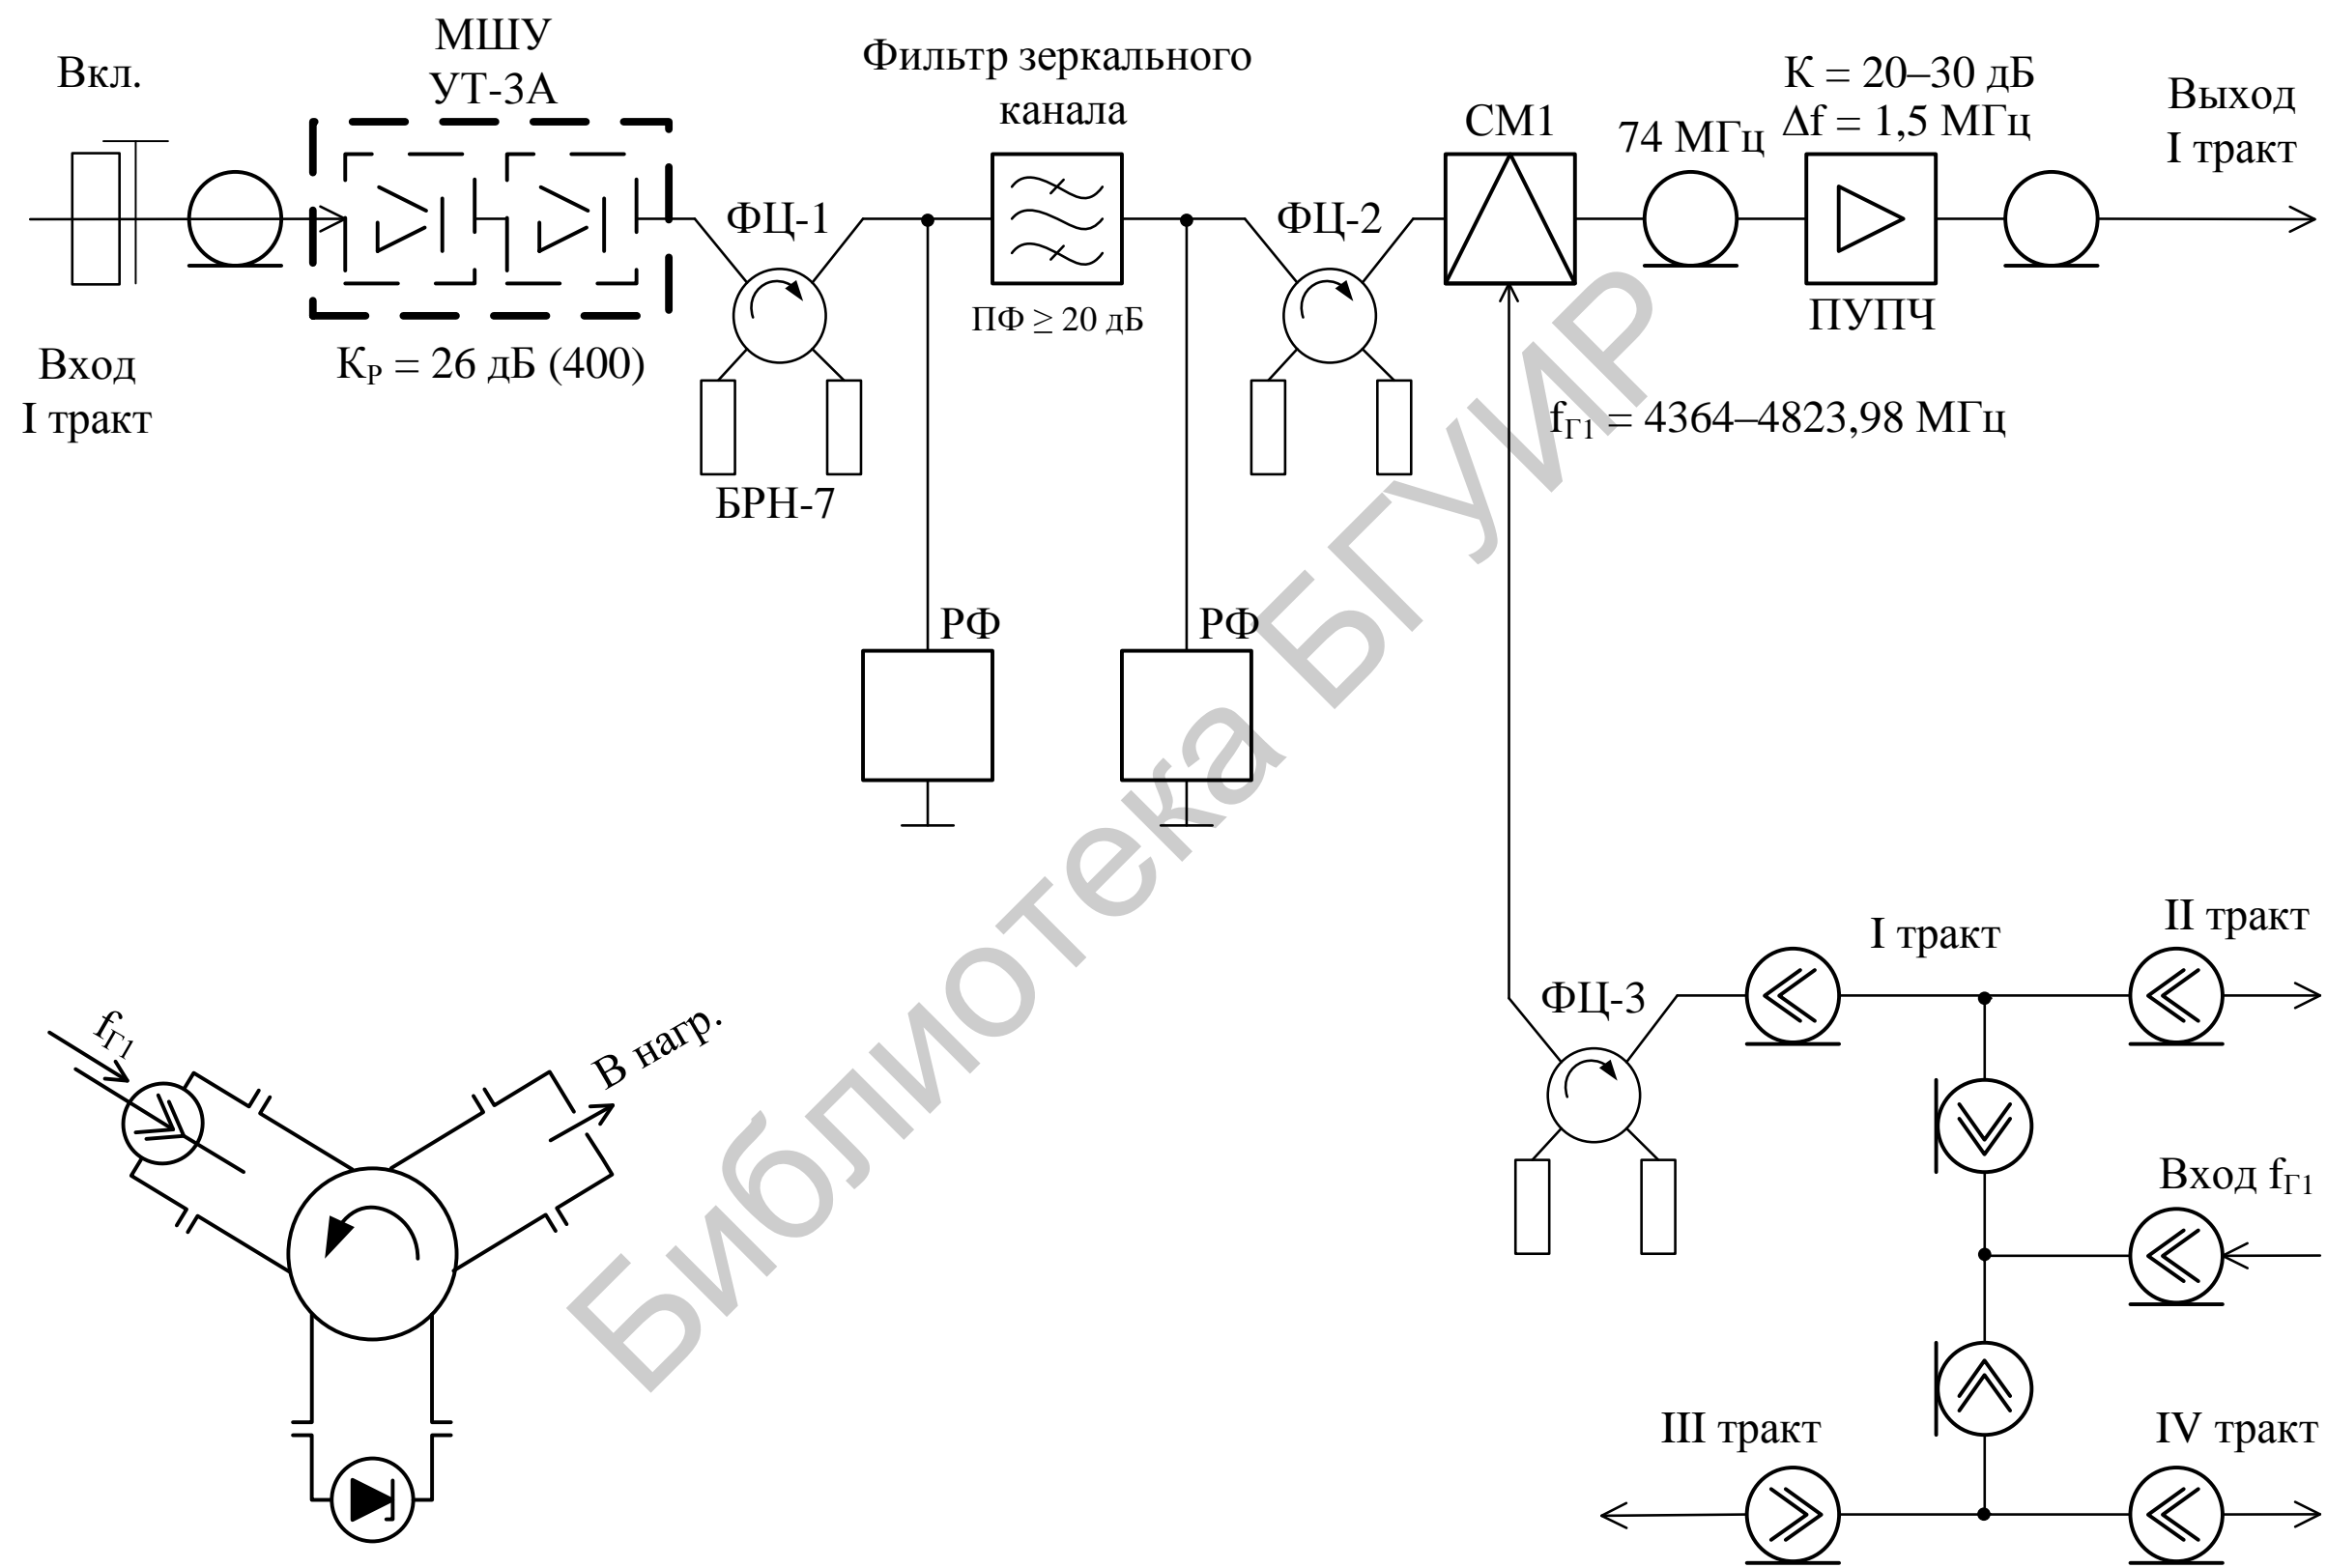 Вкл.
МШУ
УТ-3А
Фильтр зеркального
канала
СМ1
74 МГц
К = 20–30 дБ
Δf = 1,5 МГц
Выход
I тракт
ФЦ-1
ФЦ-2
ПУПЧ
Вход
I тракт
КР = 26 дБ (400)
ПФ ≥ 20 дБ
БРН-7
fГ1 = 4364–4823,98 МГц
РФ
РФ
ФЦ-3
I тракт
II тракт
Вход fГ1
III тракт
IV тракт
fГ1
В нагр.
Библиотека БГУИР